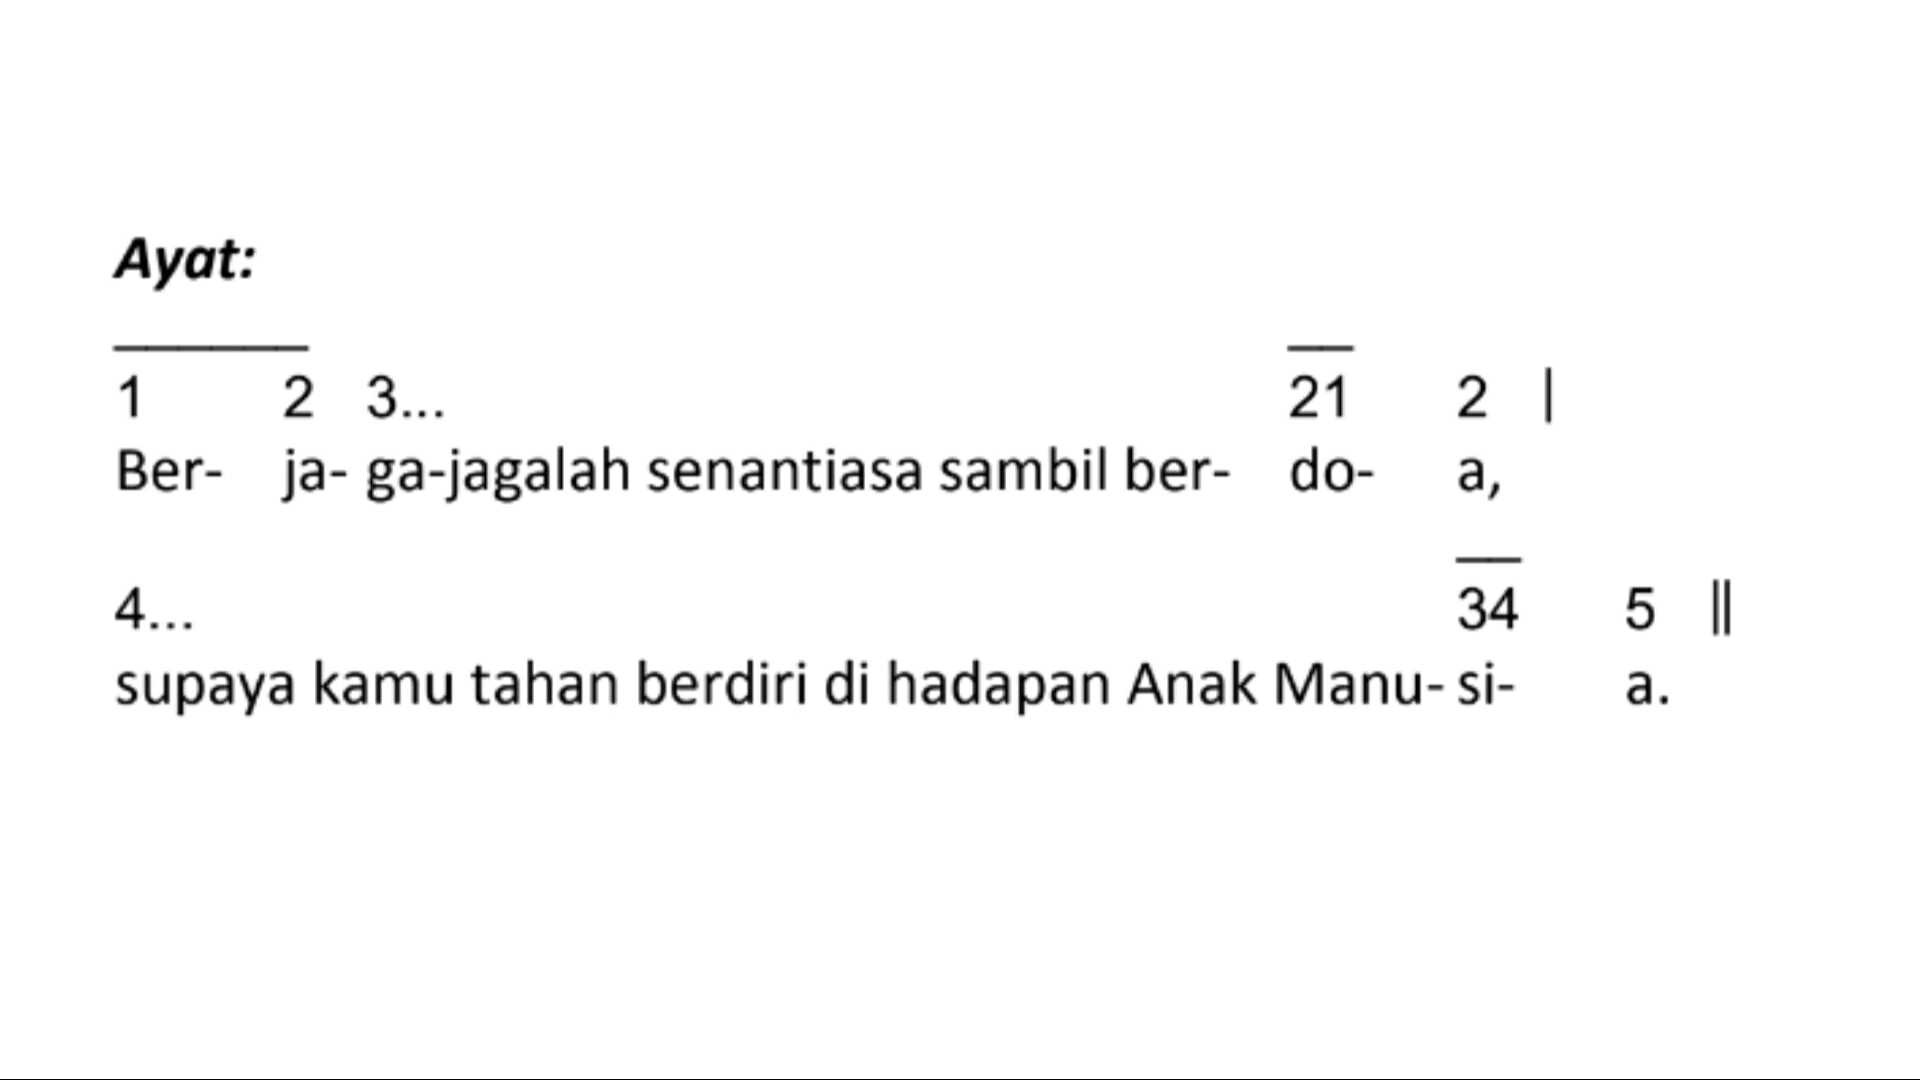 Ayat:
1 2 3... 21 2 |
Ber- ja- ga-jagalah senantiasa sambil ber- do- a,
4... 34 5 ||
supaya kamu tahan berdiri di hadapan Anak Manu- si- a.